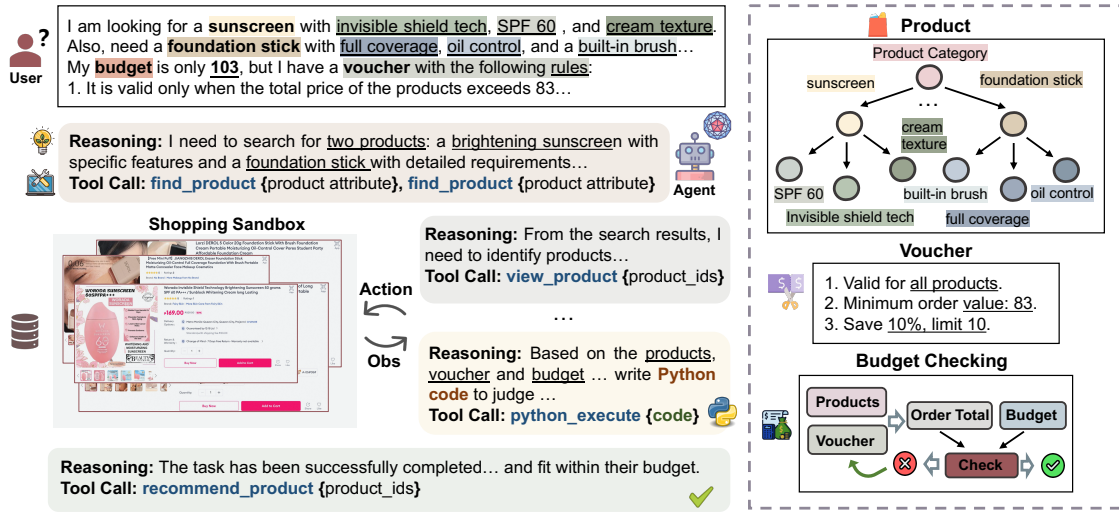 I am looking for a sunscreen with invisible shield tech, SPF 60 , and cream texture.
Also, need a foundation stick with full coverage, oil control, and a built-in brush…
My budget is only 103, but I have a voucher with the following rules:
1. It is valid only when the total price of the products exceeds 83…
?
User
Reasoning: I need to search for two products: a brightening sunscreen with
specific features and a foundation stick with detailed requirements…
Tool Call: find_product {product attribute}, find_product {product attribute}
Agent
Shopping Sandbox
Action
Obs
Reasoning: From the search results, I
need to identify products…
Tool Call: view_product {product_ids}
…
Reasoning: Based on the products,
voucher and budget … write Python
code to judge …
Tool Call: python_execute {code}
Reasoning: The task has been successfully completed… and fit within their budget.
Tool Call: recommend_product {product_ids}
Product
Product Category
sunscreen
foundation stick
…
cream
texture
SPF 60
built-in brush
oil control
Invisible shield tech
full coverage
Voucher
1. Valid for all products.
2. Minimum order value: 83.
3. Save 10%, limit 10.
Budget Checking
Products
Order Total
Budget
Voucher
Check